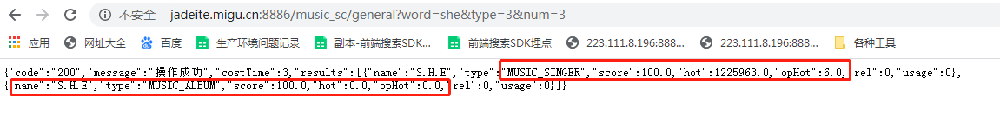 不安全 | jadeite.migu.cn:8886/music_sc/general?word=she&type=3&num=3
应用 网址大全 百度 生产环境问题记录 副本-前端搜索SDK... 前端搜索SDK埋点 223.111.8.196:888... 223.111.8.196:888... 各种工具
{"code":"200","message":"操作成功","costTime":3,"results":[{"name":"S.H.E","type":"MUSIC_SINGER","score":100.0,"hot":1225963.0,"opHot":6.0,"rel":0,"usage":0},
{"name":"S.H.E","type":"MUSIC_ALBUM","score":100.0,"hot":0.0,"opHot":0.0,"rel":0,"usage":0}]}